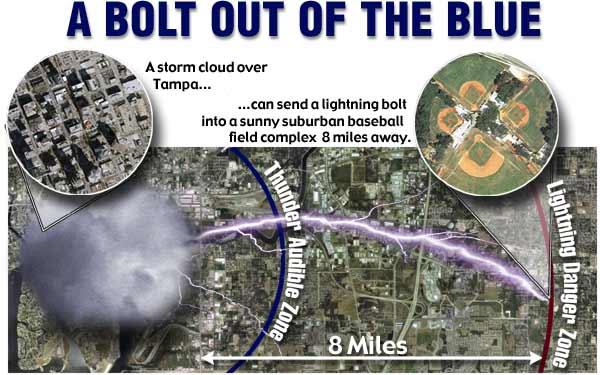 A BOLT OUT OF THE BLUE
A storm cloud over
Tampa...
...can send a lightning bolt
into a sunny suburban baseball
field complex 8 miles away.
Thunder Audible Zone
Lightning Danger Zone
8 Miles